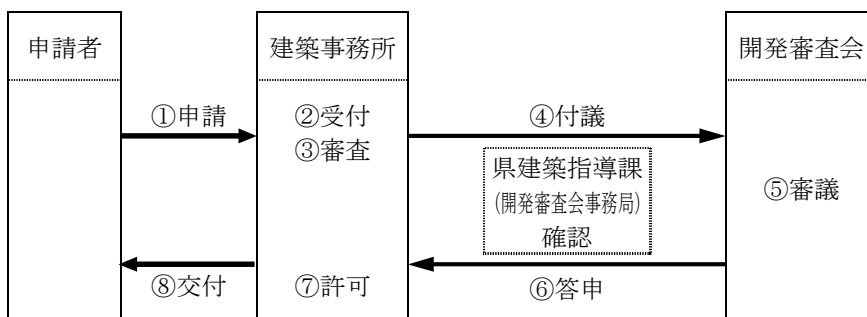 申請者
建築事務所
開発審査会
①申請
②受付
③審査
④付議
県建築指導課
(開発審査会事務局)
確認
⑤審議
⑧交付
⑦許可
⑥答申